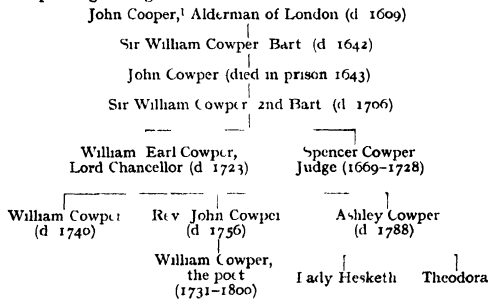 John Cooper,¹ Alderman of London (d 1609)
Sir William Cowper Bart (d 1642)
John Cowper (died in prison 1643)
Sir William Cowper 2nd Bart (d 1706)
William Earl Cowper, Spencer Cowper
Lord Chancellor (d 1723) Judge (1669-1728)
William Cowper Rev John Cowper Ashley Cowper
(d 1740) (d 1756) (d 1788)
William Cowper,
the poet Lady Hesketh Theodora
(1731-1800)